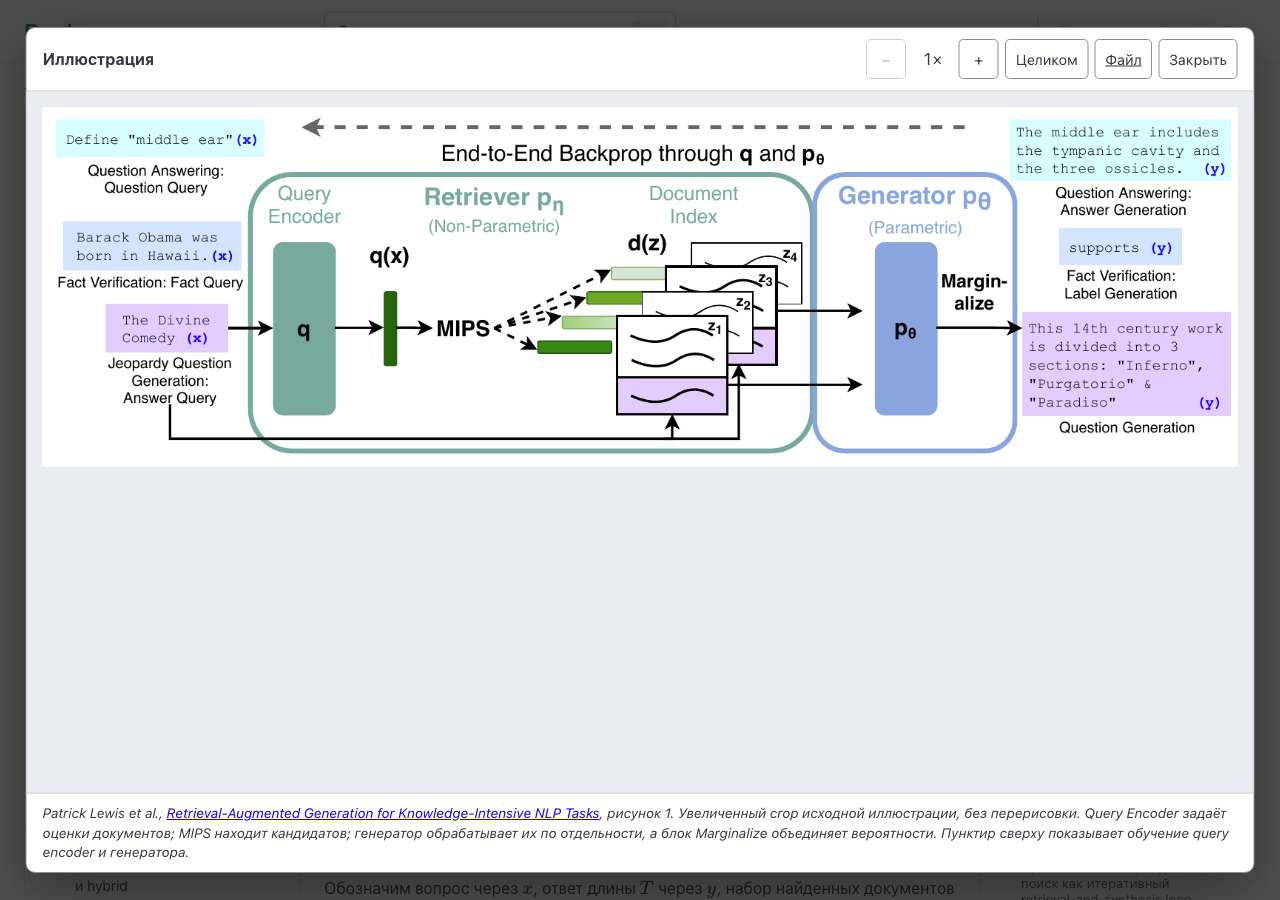 Иллюстрация
−
1×
+
Целиком
Файл
Закрыть
Define "middle ear"(x)
Question Answering:
Question Query
Barack Obama was
born in Hawaii.(x)
Fact Verification: Fact Query
The Divine
Comedy (x)
Jeopardy Question
Generation:
Answer Query
End-to-End Backprop through q and pθ
Query
Encoder
Retriever pη
(Non-Parametric)
Document
Index
q
q(x)
MIPS
d(z)
z4
z3
z2
z1
Generator pθ
(Parametric)
pθ
Margin-
alize
The middle ear includes
the tympanic cavity and
the three ossicles. (y)
Question Answering:
Answer Generation
supports (y)
Fact Verification:
Label Generation
This 14th century work
is divided into 3
sections: "Inferno",
"Purgatorio" &
"Paradiso" (y)
Question Generation
Patrick Lewis et al., Retrieval-Augmented Generation for Knowledge-Intensive NLP Tasks, рисунок 1. Увеличенный crop исходной иллюстрации, без перерисовки. Query Encoder задаёт
оценки документов; MIPS находит кандидатов; генератор обрабатывает их по отдельности, а блок Marginalize объединяет вероятности. Пунктир сверху показывает обучение query
encoder и генератора.
и hybrid
Обозначим вопрос через x, ответ длины T через y, набор найденных документов
поиск как итеративный
retrieval-and-synthesis loop